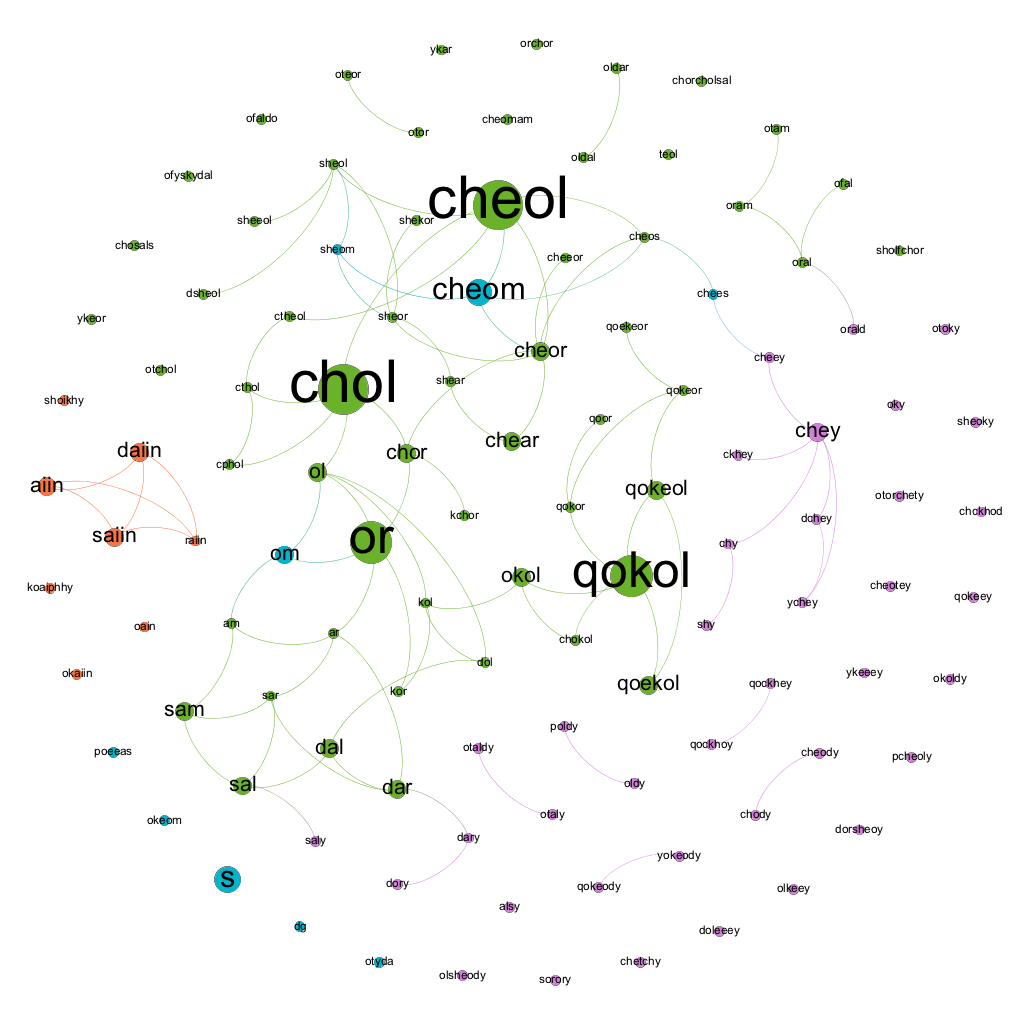 orchor
ykar
oldar
oteor
chorcholsal
ofaldo
cheomam
otam
otor
teol
oldal
sheol
ofyskydal
ofal
cheol
oram
sheeol
shekor
cheos
chosals
sheom
sholfchor
cheeor
oral
cheom
dsheol
chees
ctheol
sheor
ykeor
qoekeor
orald
otoky
cheor
cheey
otchol
chol
shear
cthol
qokeor
shoikhy
oky
qoor
sheoky
chey
chear
daiin
chor
ckhey
cphol
ol
aiin
qokeol
otorchety
qokor
kchor
dchey
chckhod
saiin
raiin
or
chy
om
okol
qokol
koaiphhy
cheotey
qokeey
kol
ychey
am
oain
ar
chokol
shy
dol
okaiin
ykeeey
okoldy
qoekol
qockhey
kor
sar
sam
poldy
qockhoy
otaldy
dal
poeeas
cheody
pcheoly
sal
oldy
dar
otaly
chody
okeom
dorsheoy
dary
saly
yokeody
s
dory
qokeody
olkeey
alsy
dg
doleeey
otyda
chetchy
olsheody
sorory